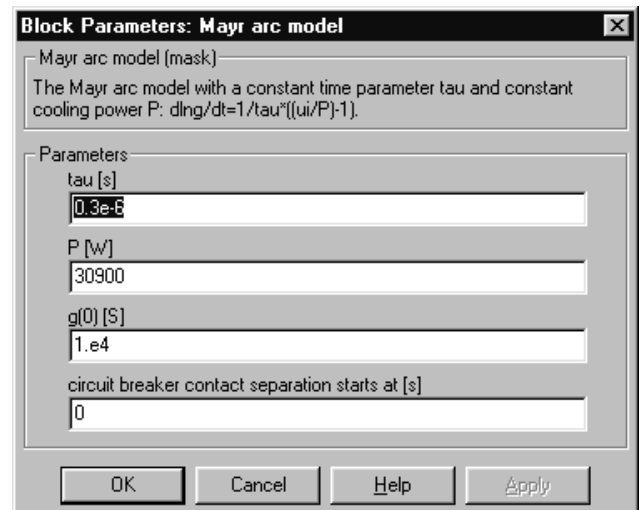 Block Parameters: Mayr arc model
Mayr arc model (mask)
The Mayr arc model with a constant time parameter tau and constant
cooling power P: dlng/dt=1/tau*((ui/P)-1).
Parameters
tau [s]
0.3e-6
P [W]
30900
g(0) [S]
1.e4
circuit breaker contact separation starts at [s]
0
OK Cancel Help Apply